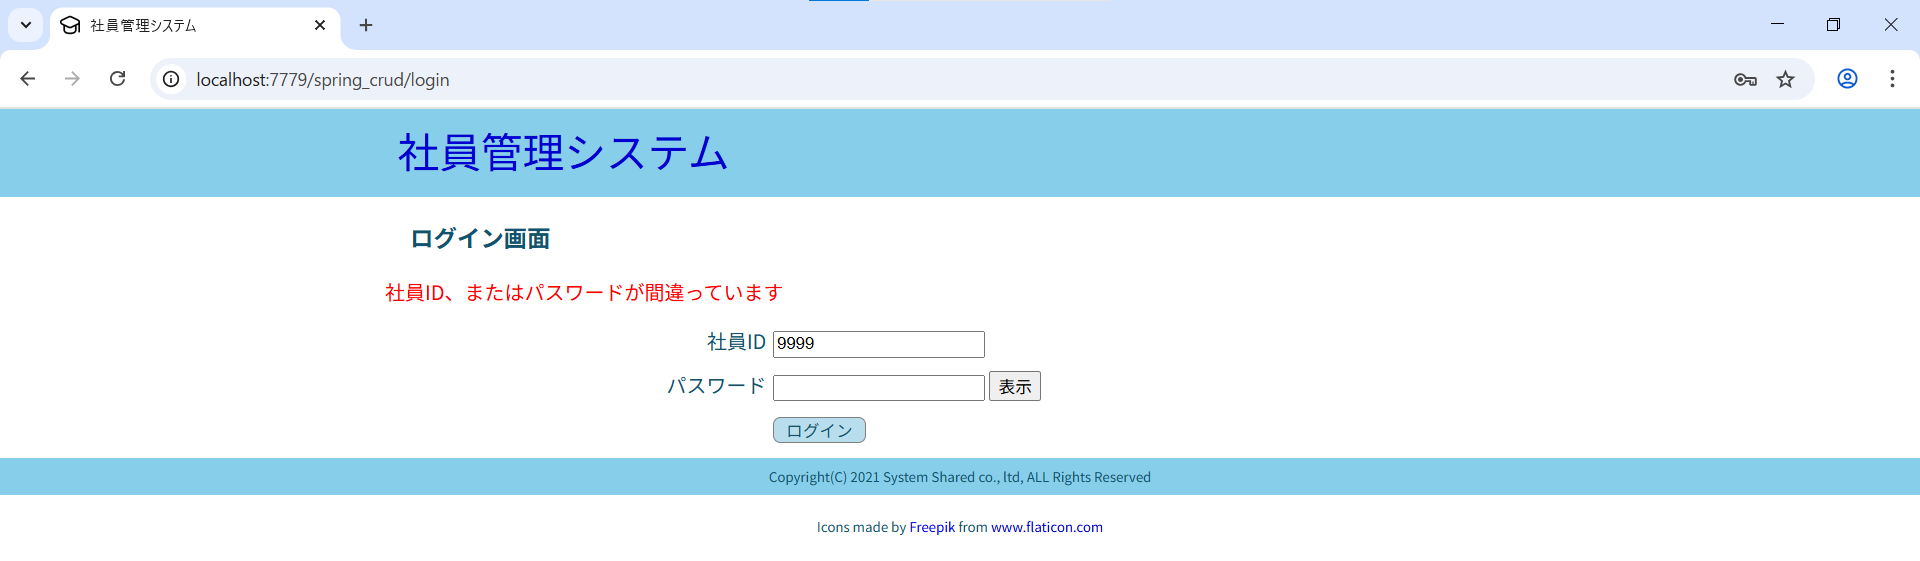 社員管理システム
localhost:7779/spring_crud/login
社員管理システム
ログイン画面
社員ID、またはパスワードが間違っています
社員ID 9999
パスワード 表示
ログイン
Copyright(C) 2021 System Shared co., ltd, ALL Rights Reserved
Icons made by Freepik from www.flaticon.com